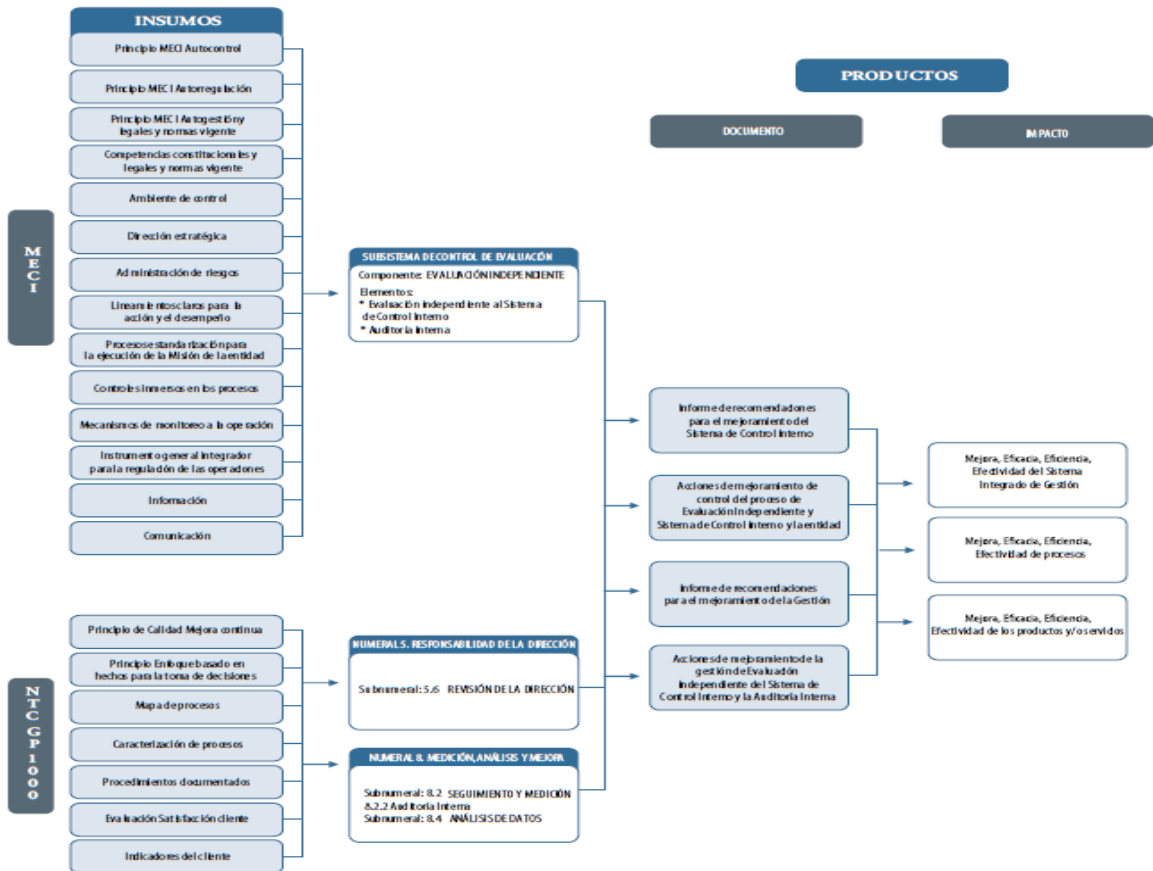 INSUMOS
Principio MECI Autocontrol
Principio MECI Autorregulación
Principio MECI Autogestión y
legales y normas vigente
Competencias constitucionales y
legales y normas vigente
Ambiente de control
Dirección estratégica
Administración de riesgos
Lineamientos claros para la
acción y el desempeño
Procesos estandarización para
la ejecución de la Misión de la entidad
Controles inmersos en los procesos
Mecanismos de monitoreo a la operación
Instrumento general integrador
para la regulación de las operaciones
Información
Comunicación
MECI
SUBSISTEMA DE CONTROL DE EVALUACIÓN
Componente: EVALUACIÓN INDEPENDIENTE
Elementos:
* Evaluación independiente al Sistema
de Control Interno
* Auditoría Interna
PRODUCTOS
DOCUMENTO
IMPACTO
Informe de recomendaciones
para el mejoramiento del
Sistema de Control Interno
Acciones de mejoramiento de
control del proceso de
Evaluación Independiente y
Sistema de Control Interno y la entidad
Informe de recomendaciones
para el mejoramiento de la Gestión
Acciones de mejoramiento de la
gestión de Evaluación
Independiente del Sistema de
Control Interno y la Auditoría Interna
Mejora, Eficacia, Eficiencia,
Efectividad del Sistema
Integrado de Gestión
Mejora, Eficacia, Eficiencia,
Efectividad de procesos
Mejora, Eficacia, Eficiencia,
Efectividad de los productos y/o servidos
NTCGP1000
Principio de Calidad Mejora continua
Principio Enfoque basado en
hechos para la toma de decisiones
Mapa de procesos
Caracterización de procesos
Procedimientos documentados
Evaluación Satisfacción cliente
Indicadores del cliente
NUMERAL 5. RESPONSABILIDAD DE LA DIRECCIÓN
Subnumeral: 5.6 REVISIÓN DE LA DIRECCIÓN
NUMERAL 8. MEDICIÓN, ANÁLISIS Y MEJORA
Subnumeral: 8.2 SEGUIMIENTO Y MEDICIÓN
8.2.2 Auditoría Interna
Subnumeral: 8.4 ANÁLISIS DE DATOS